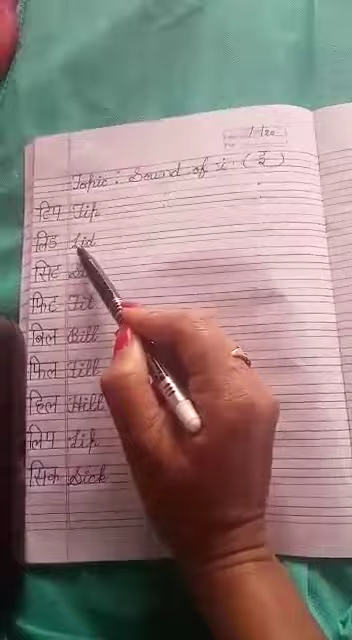 Topic: Sound of i. (इ)
टिप Tip
लिड Lid
सिट
फिट Fit
बिल Bill
फिल Fill
हिल Hill
लिप Lip
सिक Sick